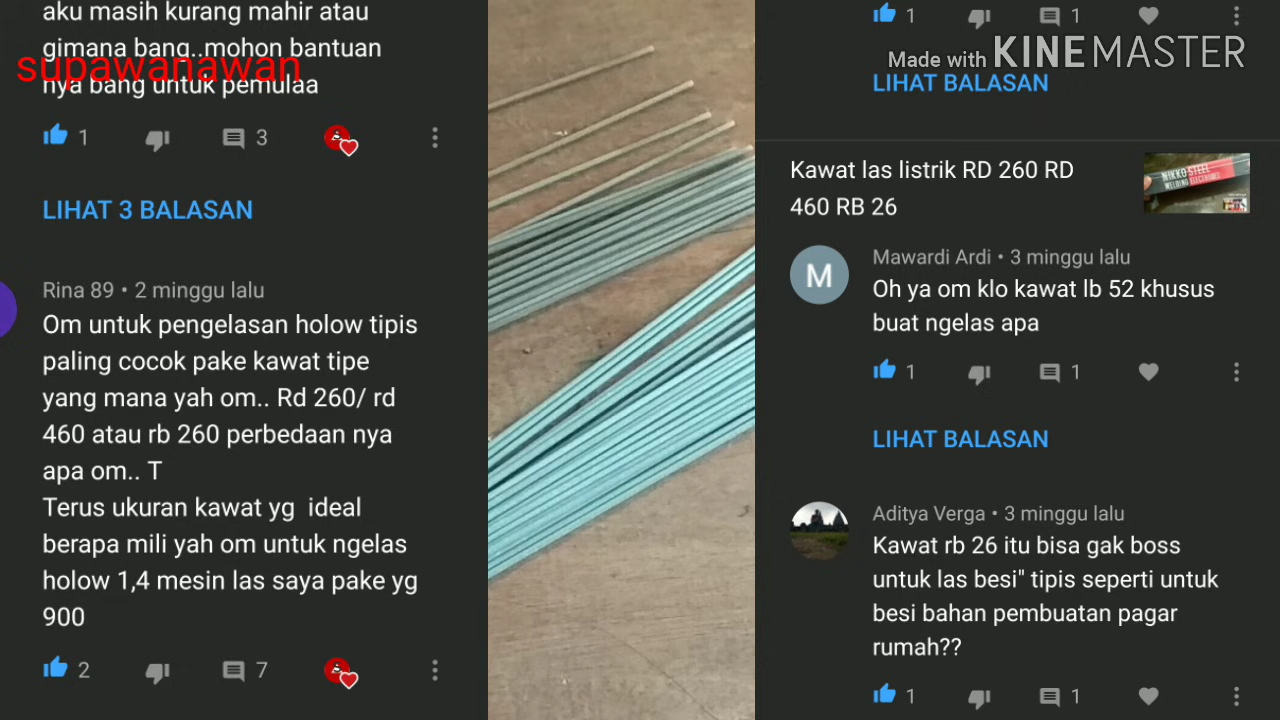 aku masih kurang mahir atau
gimana bang..mohon bantuan
supawanawan
nya bang untuk pemulaa
1
3
LIHAT 3 BALASAN
Rina 89 • 2 minggu lalu
Om untuk pengelasan holow tipis
paling cocok pake kawat tipe
yang mana yah om.. Rd 260/ rd
460 atau rb 260 perbedaan nya
apa om.. T
Terus ukuran kawat yg ideal
berapa mili yah om untuk ngelas
holow 1,4 mesin las saya pake yg
900
2
7
1
1
Made with KINEMASTER
LIHAT BALASAN
Kawat las listrik RD 260 RD
460 RB 26
NIKKO STEEL
WELDING ELECTRODES
M
Mawardi Ardi • 3 minggu lalu
Oh ya om klo kawat lb 52 khusus
buat ngelas apa
1
1
LIHAT BALASAN
Aditya Verga • 3 minggu lalu
Kawat rb 26 itu bisa gak boss
untuk las besi" tipis seperti untuk
besi bahan pembuatan pagar
rumah??
1
1